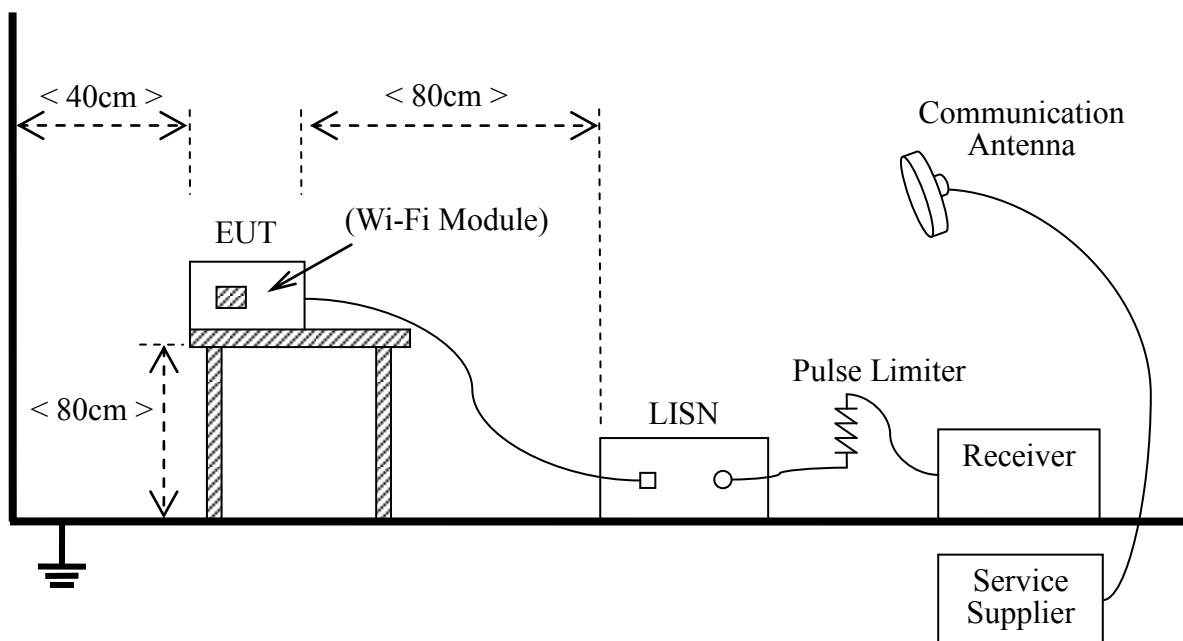 < 40cm >
< 80cm >
Communication
Antenna
(Wi-Fi Module)
EUT
Pulse Limiter
< 80cm >
LISN
Receiver
Service
Supplier